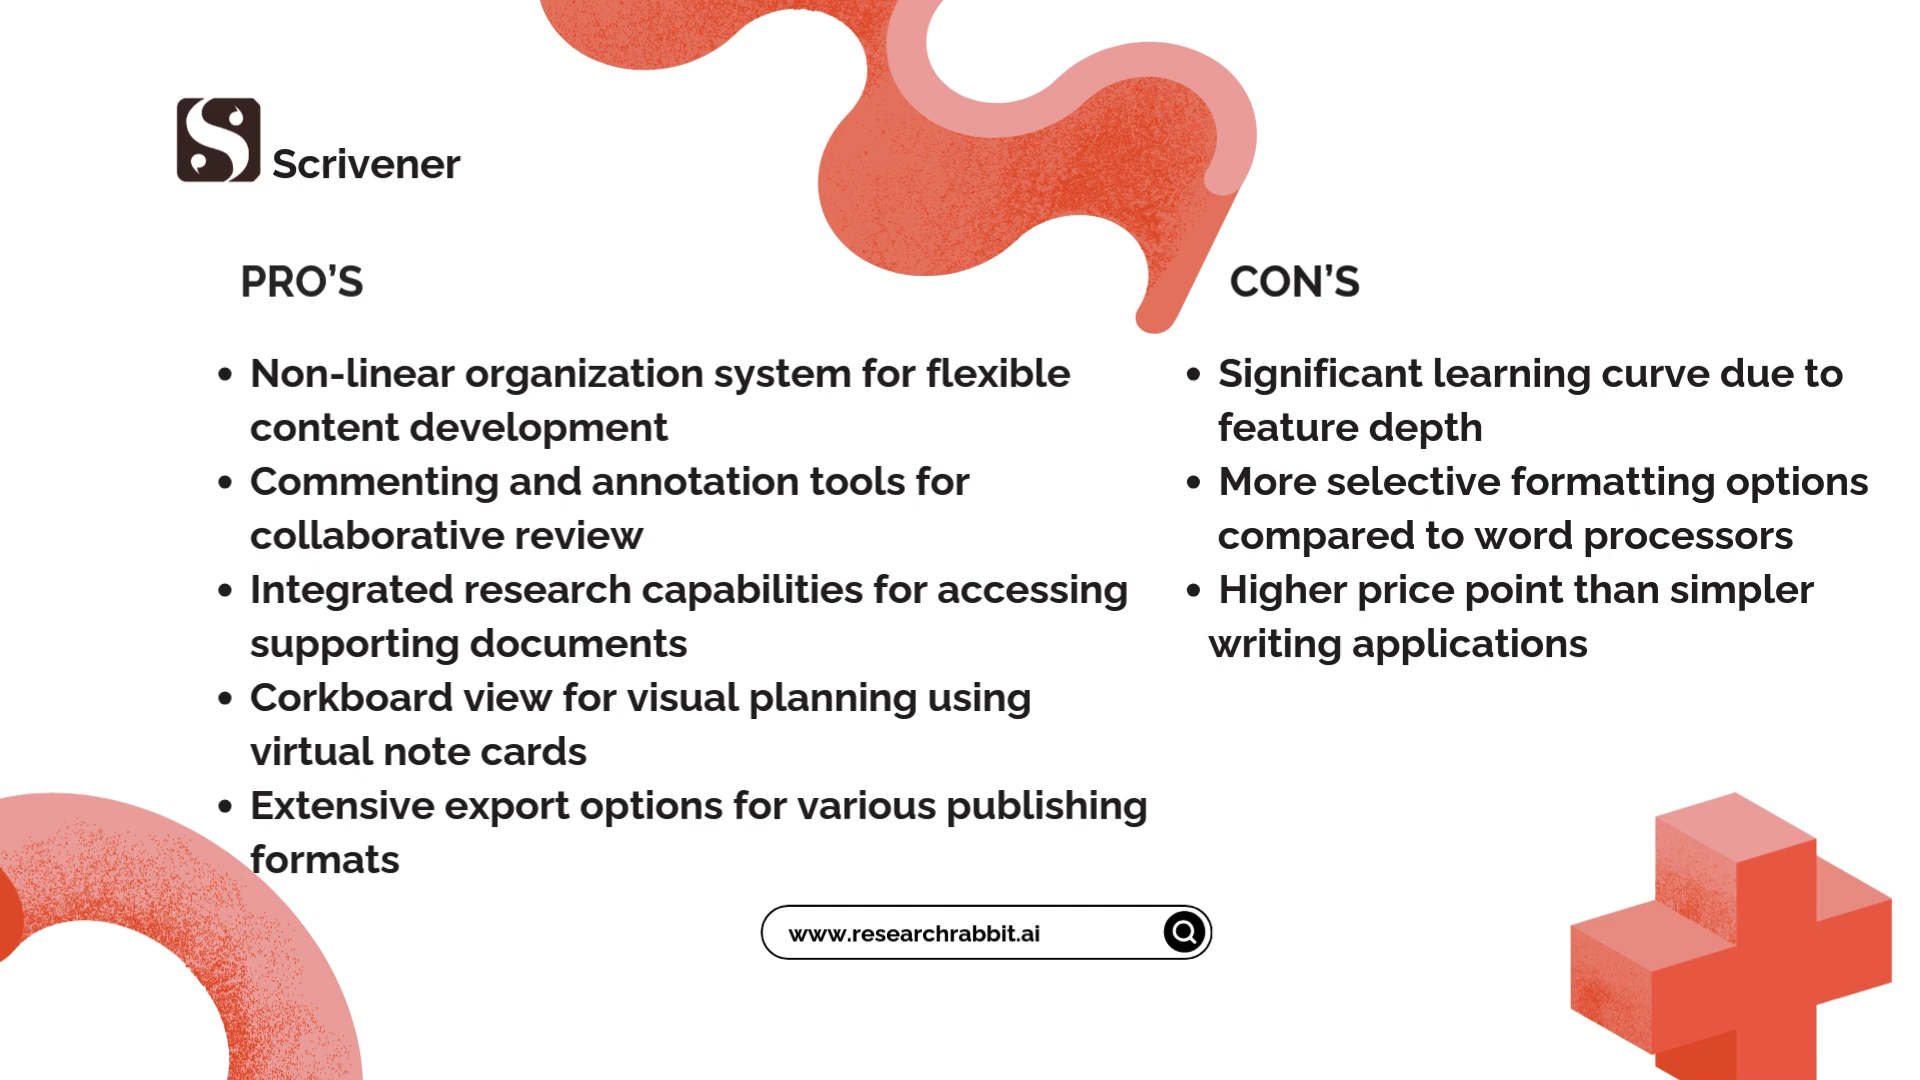 Scrivener
PRO'S
• Non-linear organization system for flexible
content development
• Commenting and annotation tools for
collaborative review
• Integrated research capabilities for accessing
supporting documents
• Corkboard view for visual planning using
virtual note cards
• Extensive export options for various publishing
formats
CON'S
• Significant learning curve due to
feature depth
• More selective formatting options
compared to word processors
• Higher price point than simpler
writing applications
www.researchrabbit.ai